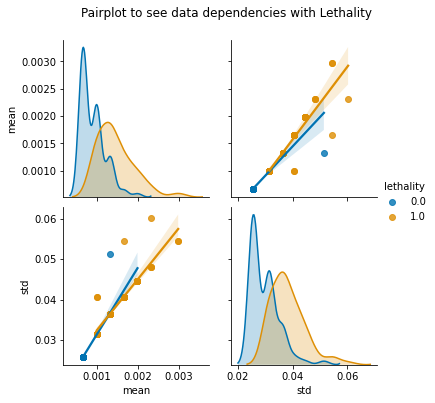 Pairplot to see data dependencies with Lethality
0.0030
0.0025
0.0020
0.0015
0.0010
mean
lethality
0.0
1.0
0.06
0.05
0.04
0.03
std
0.001 0.002 0.003
0.02 0.04 0.06
mean
std